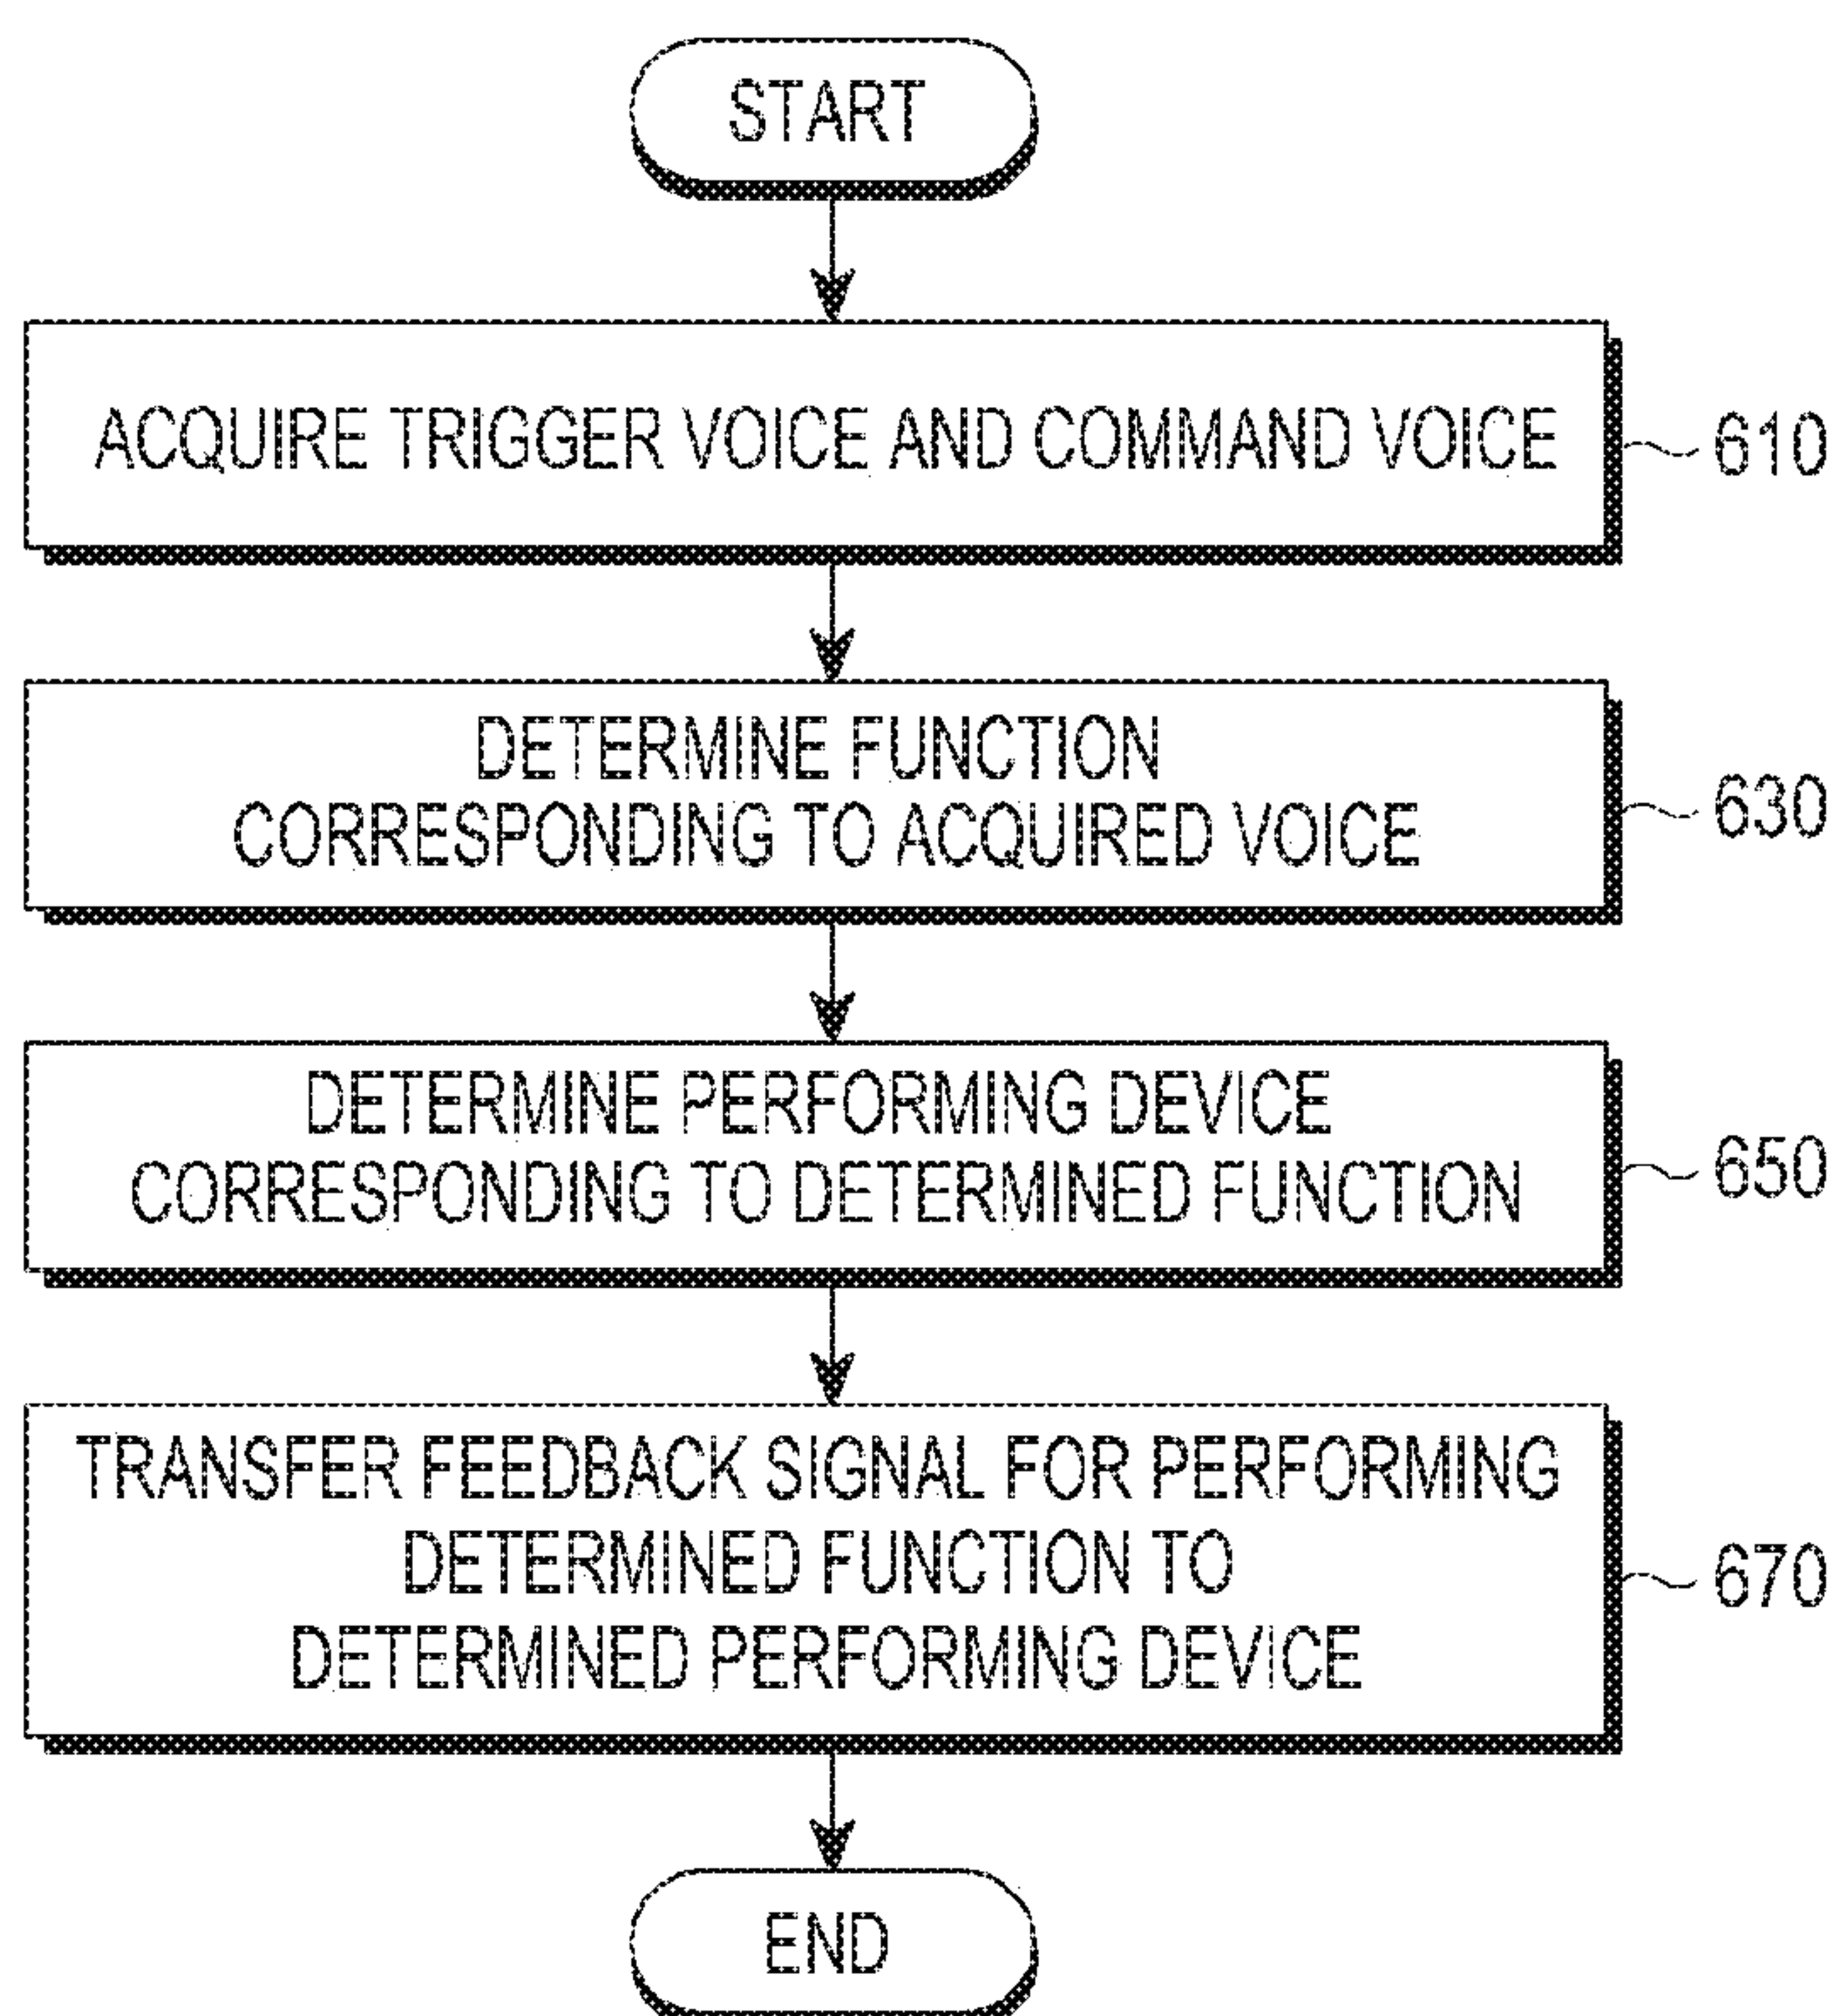 START
ACQUIRE TRIGGER VOICE AND COMMAND VOICE
610
DETERMINE FUNCTION
CORRESPONDING TO ACQUIRED VOICE
630
DETERMINE PERFORMING DEVICE
CORRESPONDING TO DETERMINED FUNCTION
650
TRANSFER FEEDBACK SIGNAL FOR PERFORMING
DETERMINED FUNCTION TO
DETERMINED PERFORMING DEVICE
670
END